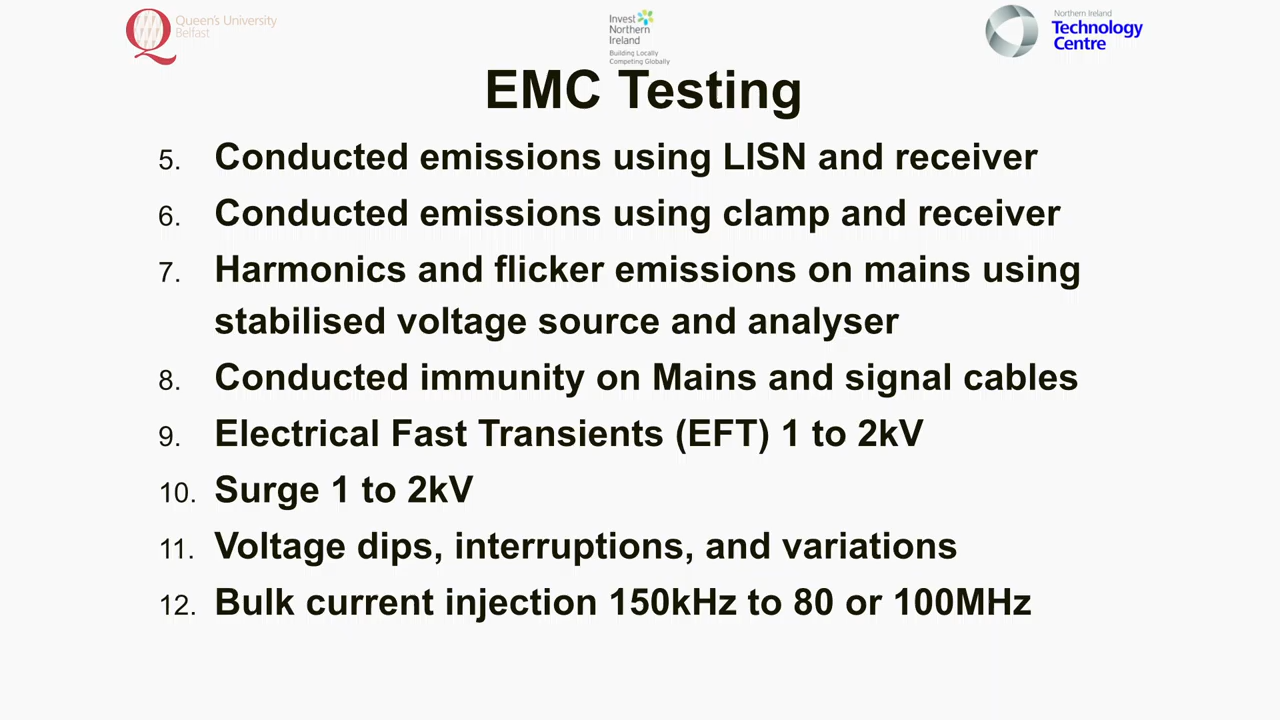 Queen's University
Belfast
Invest
Northern
Ireland
Building Locally
Competing Globally
Northern Ireland
Technology
Centre
EMC Testing
5. Conducted emissions using LISN and receiver
6. Conducted emissions using clamp and receiver
7. Harmonics and flicker emissions on mains using
stabilised voltage source and analyser
8. Conducted immunity on Mains and signal cables
9. Electrical Fast Transients (EFT) 1 to 2kV
10. Surge 1 to 2kV
11. Voltage dips, interruptions, and variations
12. Bulk current injection 150kHz to 80 or 100MHz